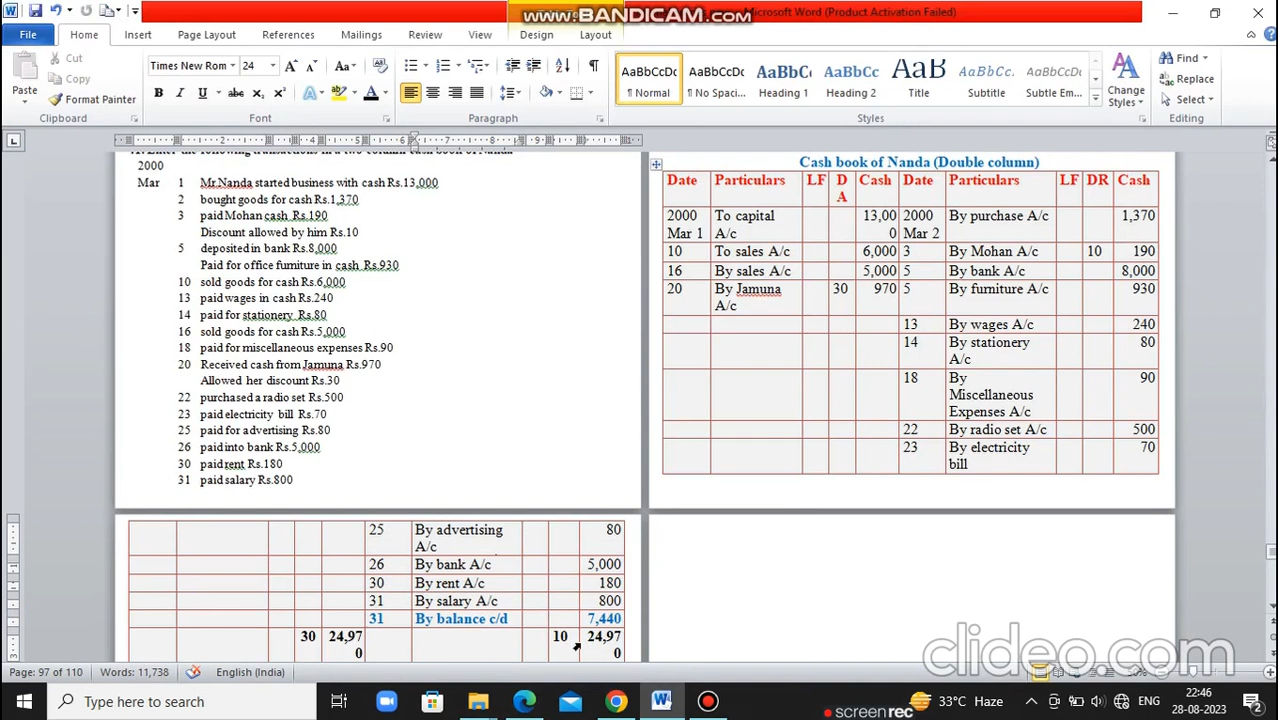 www.BANDICAM.com
Microsoft Word (Product Activation Failed)
File Home Insert Page Layout References Mailings Review View Design Layout
Paste
Cut
Copy
Format Painter
Clipboard
Times New Rom 24
Font
Paragraph
AaBbCcDc AaBbCcDc AaBbCc AaBbCc AaB AaBbCc. AaBbCcDc
¶ Normal ¶ No Spaci... Heading 1 Heading 2 Title Subtitle Subtle Em...
Change Styles
Styles
Find
Replace
Select
Editing
Enter the following transactions in a two column cash book of Nanda
2000
Mar 1 Mr.Nanda started business with cash Rs.13,000
2 bought goods for cash Rs.1,370
3 paid Mohan cash Rs.190
Discount allowed by him Rs.10
5 deposited in bank Rs.8,000
Paid for office furniture in cash Rs.930
10 sold goods for cash Rs.6,000
13 paid wages in cash Rs.240
14 paid for stationery Rs.80
16 sold goods for cash Rs.5,000
18 paid for miscellaneous expenses Rs.90
20 Received cash from Jamuna Rs.970
Allowed her discount Rs.30
22 purchased a radio set Rs.500
23 paid electricity bill Rs.70
25 paid for advertising Rs.80
26 paid into bank Rs.5,000
30 paid rent Rs.180
31 paid salary Rs.800
Cash book of Nanda (Double column)
Date Particulars LF D A Cash Date Particulars LF DR Cash
2000 Mar 1 To capital A/c 13,000 2000 Mar 2 By purchase A/c 1,370
10 To sales A/c 6,000 3 By Mohan A/c 10 190
16 By sales A/c 5,000 5 By bank A/c 8,000
20 By Jamuna A/c 30 970 5 By furniture A/c 930
13 By wages A/c 240
14 By stationery A/c 80
18 By Miscellaneous Expenses A/c 90
22 By radio set A/c 500
23 By electricity bill 70
25 By advertising A/c 80
26 By bank A/c 5,000
30 By rent A/c 180
31 By salary A/c 800
31 By balance c/d 7,440
30 24,970 10 24,970
clideo.com
Page: 97 of 110 Words: 11,738 English (India)
Type here to search
screenrec
33°C Haze
ENG
22:46
28-08-2023
2